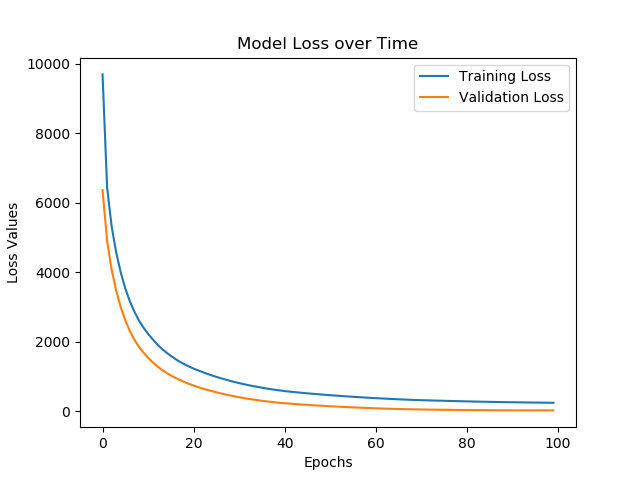 Model Loss over Time
Training Loss
Validation Loss
Loss Values
10000
8000
6000
4000
2000
0
0 20 40 60 80 100
Epochs